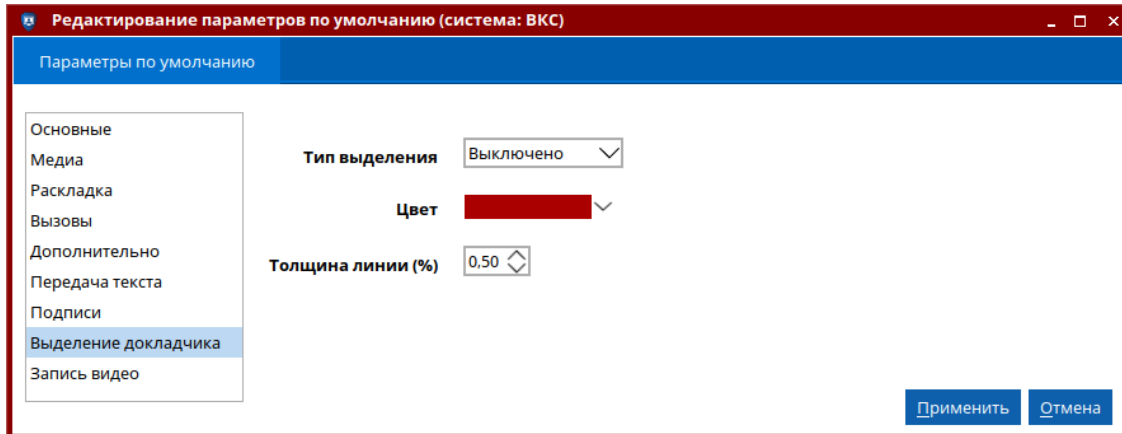 Редактирование параметров по умолчанию (система: ВКС)
Параметры по умолчанию
Основные
Медиа
Раскладка
Вызовы
Дополнительно
Передача текста
Подписи
Выделение докладчика
Запись видео
Тип выделения
Выключено
Цвет
Толщина линии (%)
0,50
Применить
Отмена